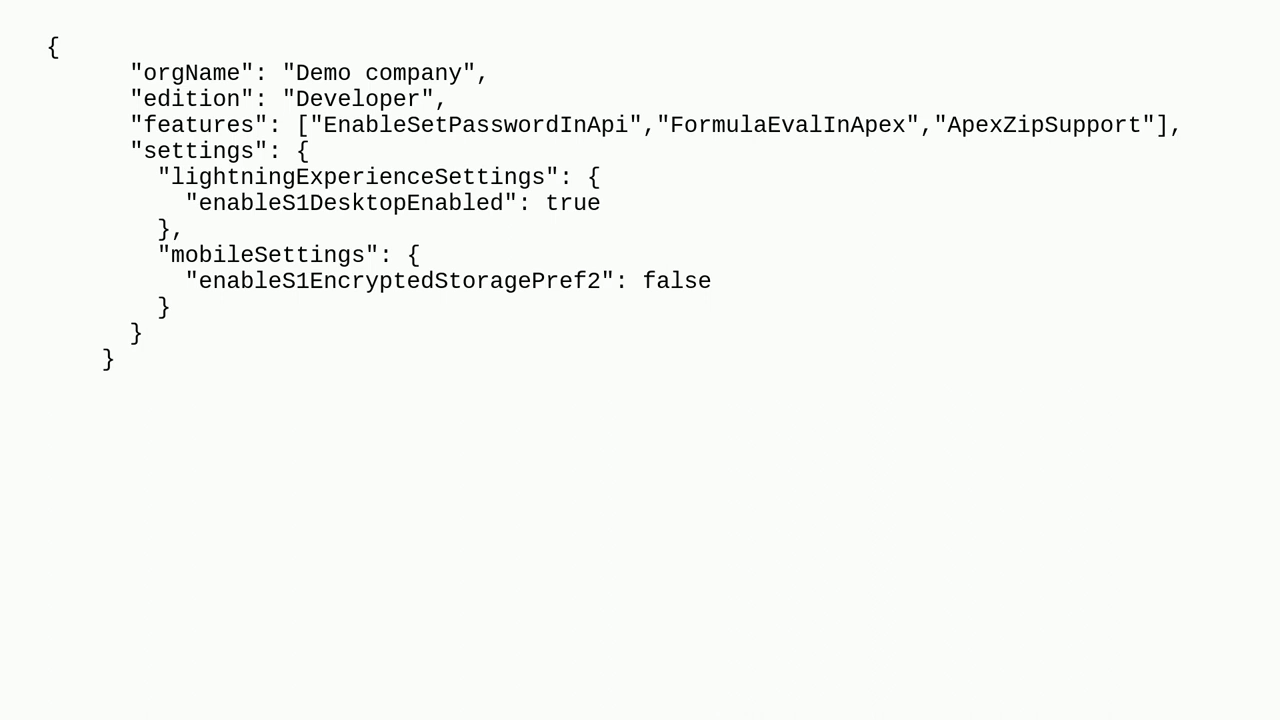 {
      "orgName": "Demo company",
      "edition": "Developer",
      "features": ["EnableSetPasswordInApi","FormulaEvalInApex","ApexZipSupport"],
      "settings": {
        "lightningExperienceSettings": {
          "enableS1DesktopEnabled": true
        },
        "mobileSettings": {
          "enableS1EncryptedStoragePref2": false
        }
      }
    }